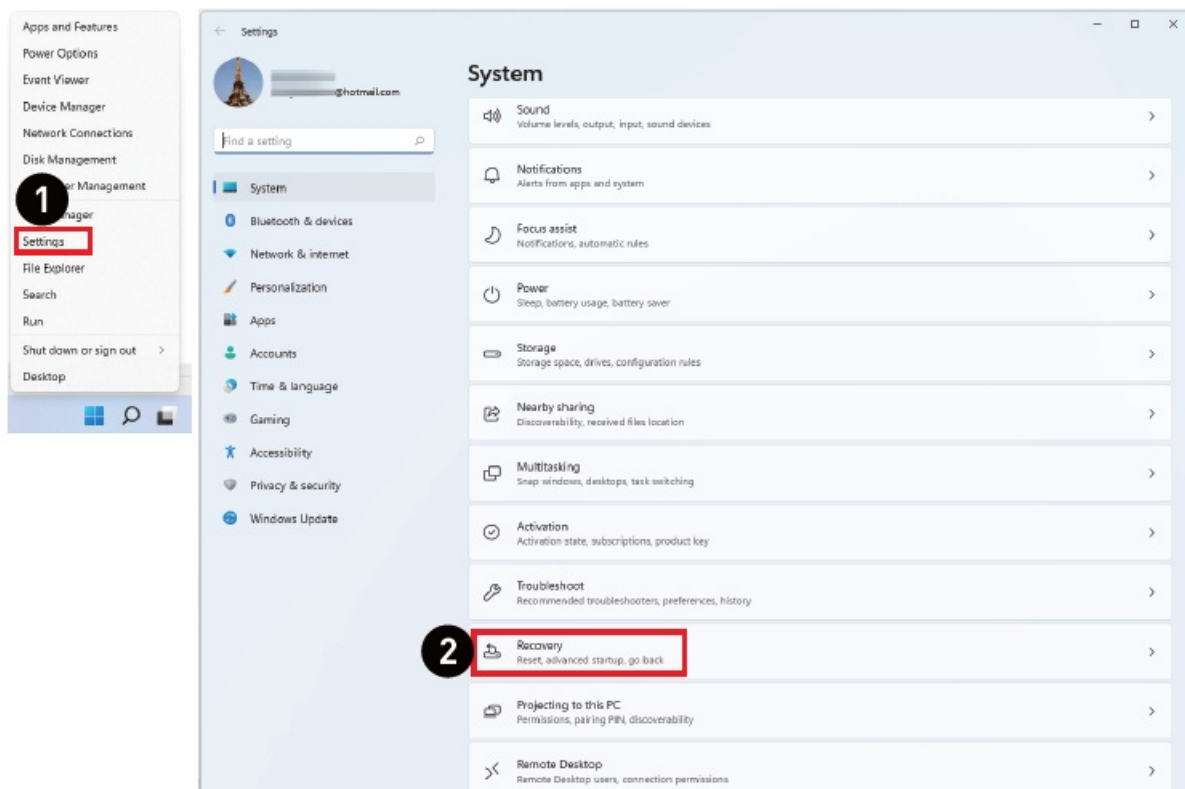 Apps and Features
Power Options
Event Viewer
Device Manager
Network Connections
Disk Management
er Management
1
nager
Settings
File Explorer
Search
Run
Shut down or sign out
Desktop
Settings
@hotmail.com
Find a setting
System
Bluetooth & devices
Network & internet
Personalization
Apps
Accounts
Time & language
Gaming
Accessibility
Privacy & security
Windows Update
System
Sound
Volume levels, output, input, sound devices
Notifications
Alerts from apps and system
Focus assist
Notifications, automatic rules
Power
Sleep, battery usage, battery saver
Storage
Storage space, drives, configuration rules
Nearby sharing
Discoverability, received files location
Multitasking
Snap windows, desktops, task switching
Activation
Activation state, subscriptions, product key
Troubleshoot
Recommended troubleshooters, preferences, history
2
Recovery
Reset, advanced startup, go back
Projecting to this PC
Permissions, pairing PIN, discoverability
Remote Desktop
Remote Desktop users, connection permissions